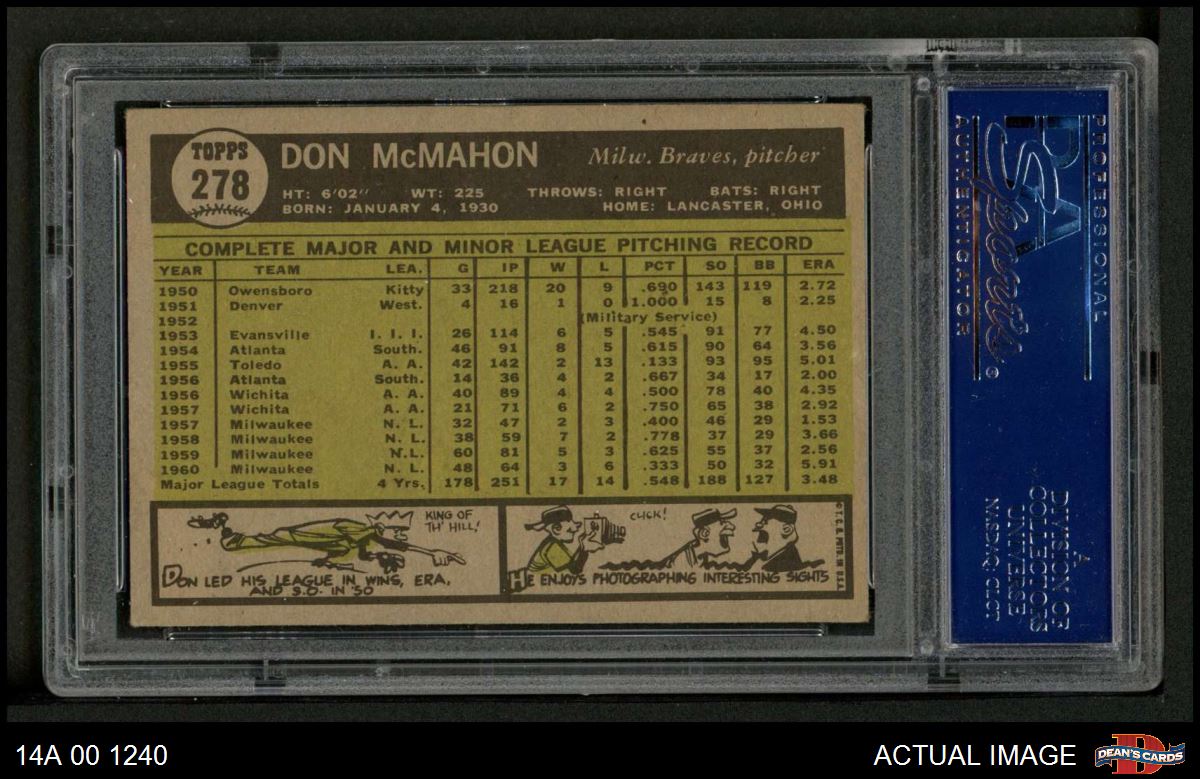 TOPPS
278
DON McMAHON Milw. Braves, pitcher
HT: 6'02" WT: 225 THROWS: RIGHT BATS: RIGHT
BORN: JANUARY 4, 1930 HOME: LANCASTER, OHIO
COMPLETE MAJOR AND MINOR LEAGUE PITCHING RECORD
YEAR TEAM LEA. G IP W L PCT SO BB ERA
1950 Owensboro Kitty 33 218 20 9 .690 143 119 2.72
1951 Denver West. 4 16 1 0 1.000 15 8 2.25
1952 (Military Service)
1953 Evansville I. I. I. 26 114 6 5 .545 91 77 4.50
1954 Atlanta South. 46 91 8 5 .615 90 64 3.56
1955 Toledo A. A. 42 142 2 13 .133 93 95 5.01
1956 Atlanta South. 14 36 4 2 .667 34 17 2.00
1956 Wichita A. A. 40 89 4 4 .500 78 40 4.35
1957 Wichita A. A. 21 71 6 2 .750 65 38 2.92
1957 Milwaukee N. L. 32 47 2 3 .400 46 29 1.53
1958 Milwaukee N. L. 38 59 7 2 .778 37 29 3.66
1959 Milwaukee N.L. 60 81 5 3 .625 55 37 2.56
1960 Milwaukee N. L. 48 64 3 6 .333 50 32 5.91
Major League Totals 4 Yrs. 178 251 17 14 .548 188 127 3.48
KING OF
TH' HILL!
DON LED HIS LEAGUE IN WINS, ERA,
AND S.O. IN '50
CLICK!
HE ENJOYS PHOTOGRAPHING INTERESTING SIGHTS
©T.C.G. PRTD. IN U.S.A.
PROFESSIONAL
PSA
Sports
AUTHENTICATOR
A
DIVISION OF
COLLECTORS
UNIVERSE
NASDAQ: CLCT
14A 00 1240
ACTUAL IMAGE
DEAN'S CARDS